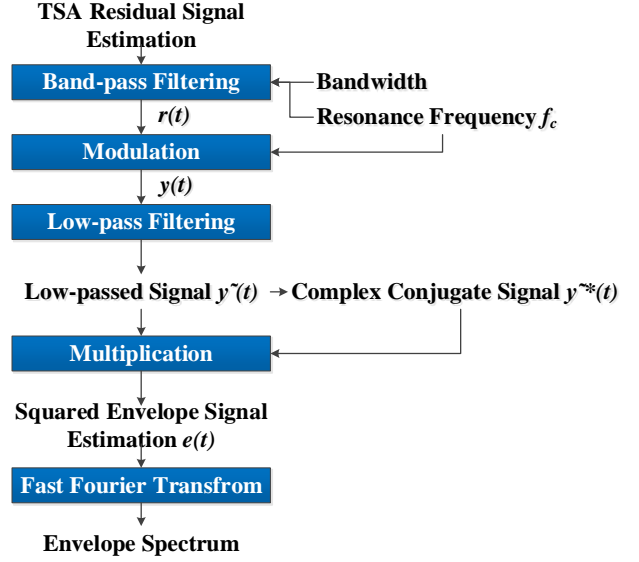 TSA Residual Signal
Estimation
Band-pass Filtering
Bandwidth
r(t)
Resonance Frequency fc
Modulation
y(t)
Low-pass Filtering
Low-passed Signal y˜(t)
Complex Conjugate Signal y˜*(t)
Multiplication
Squared Envelope Signal
Estimation e(t)
Fast Fourier Transfrom
Envelope Spectrum